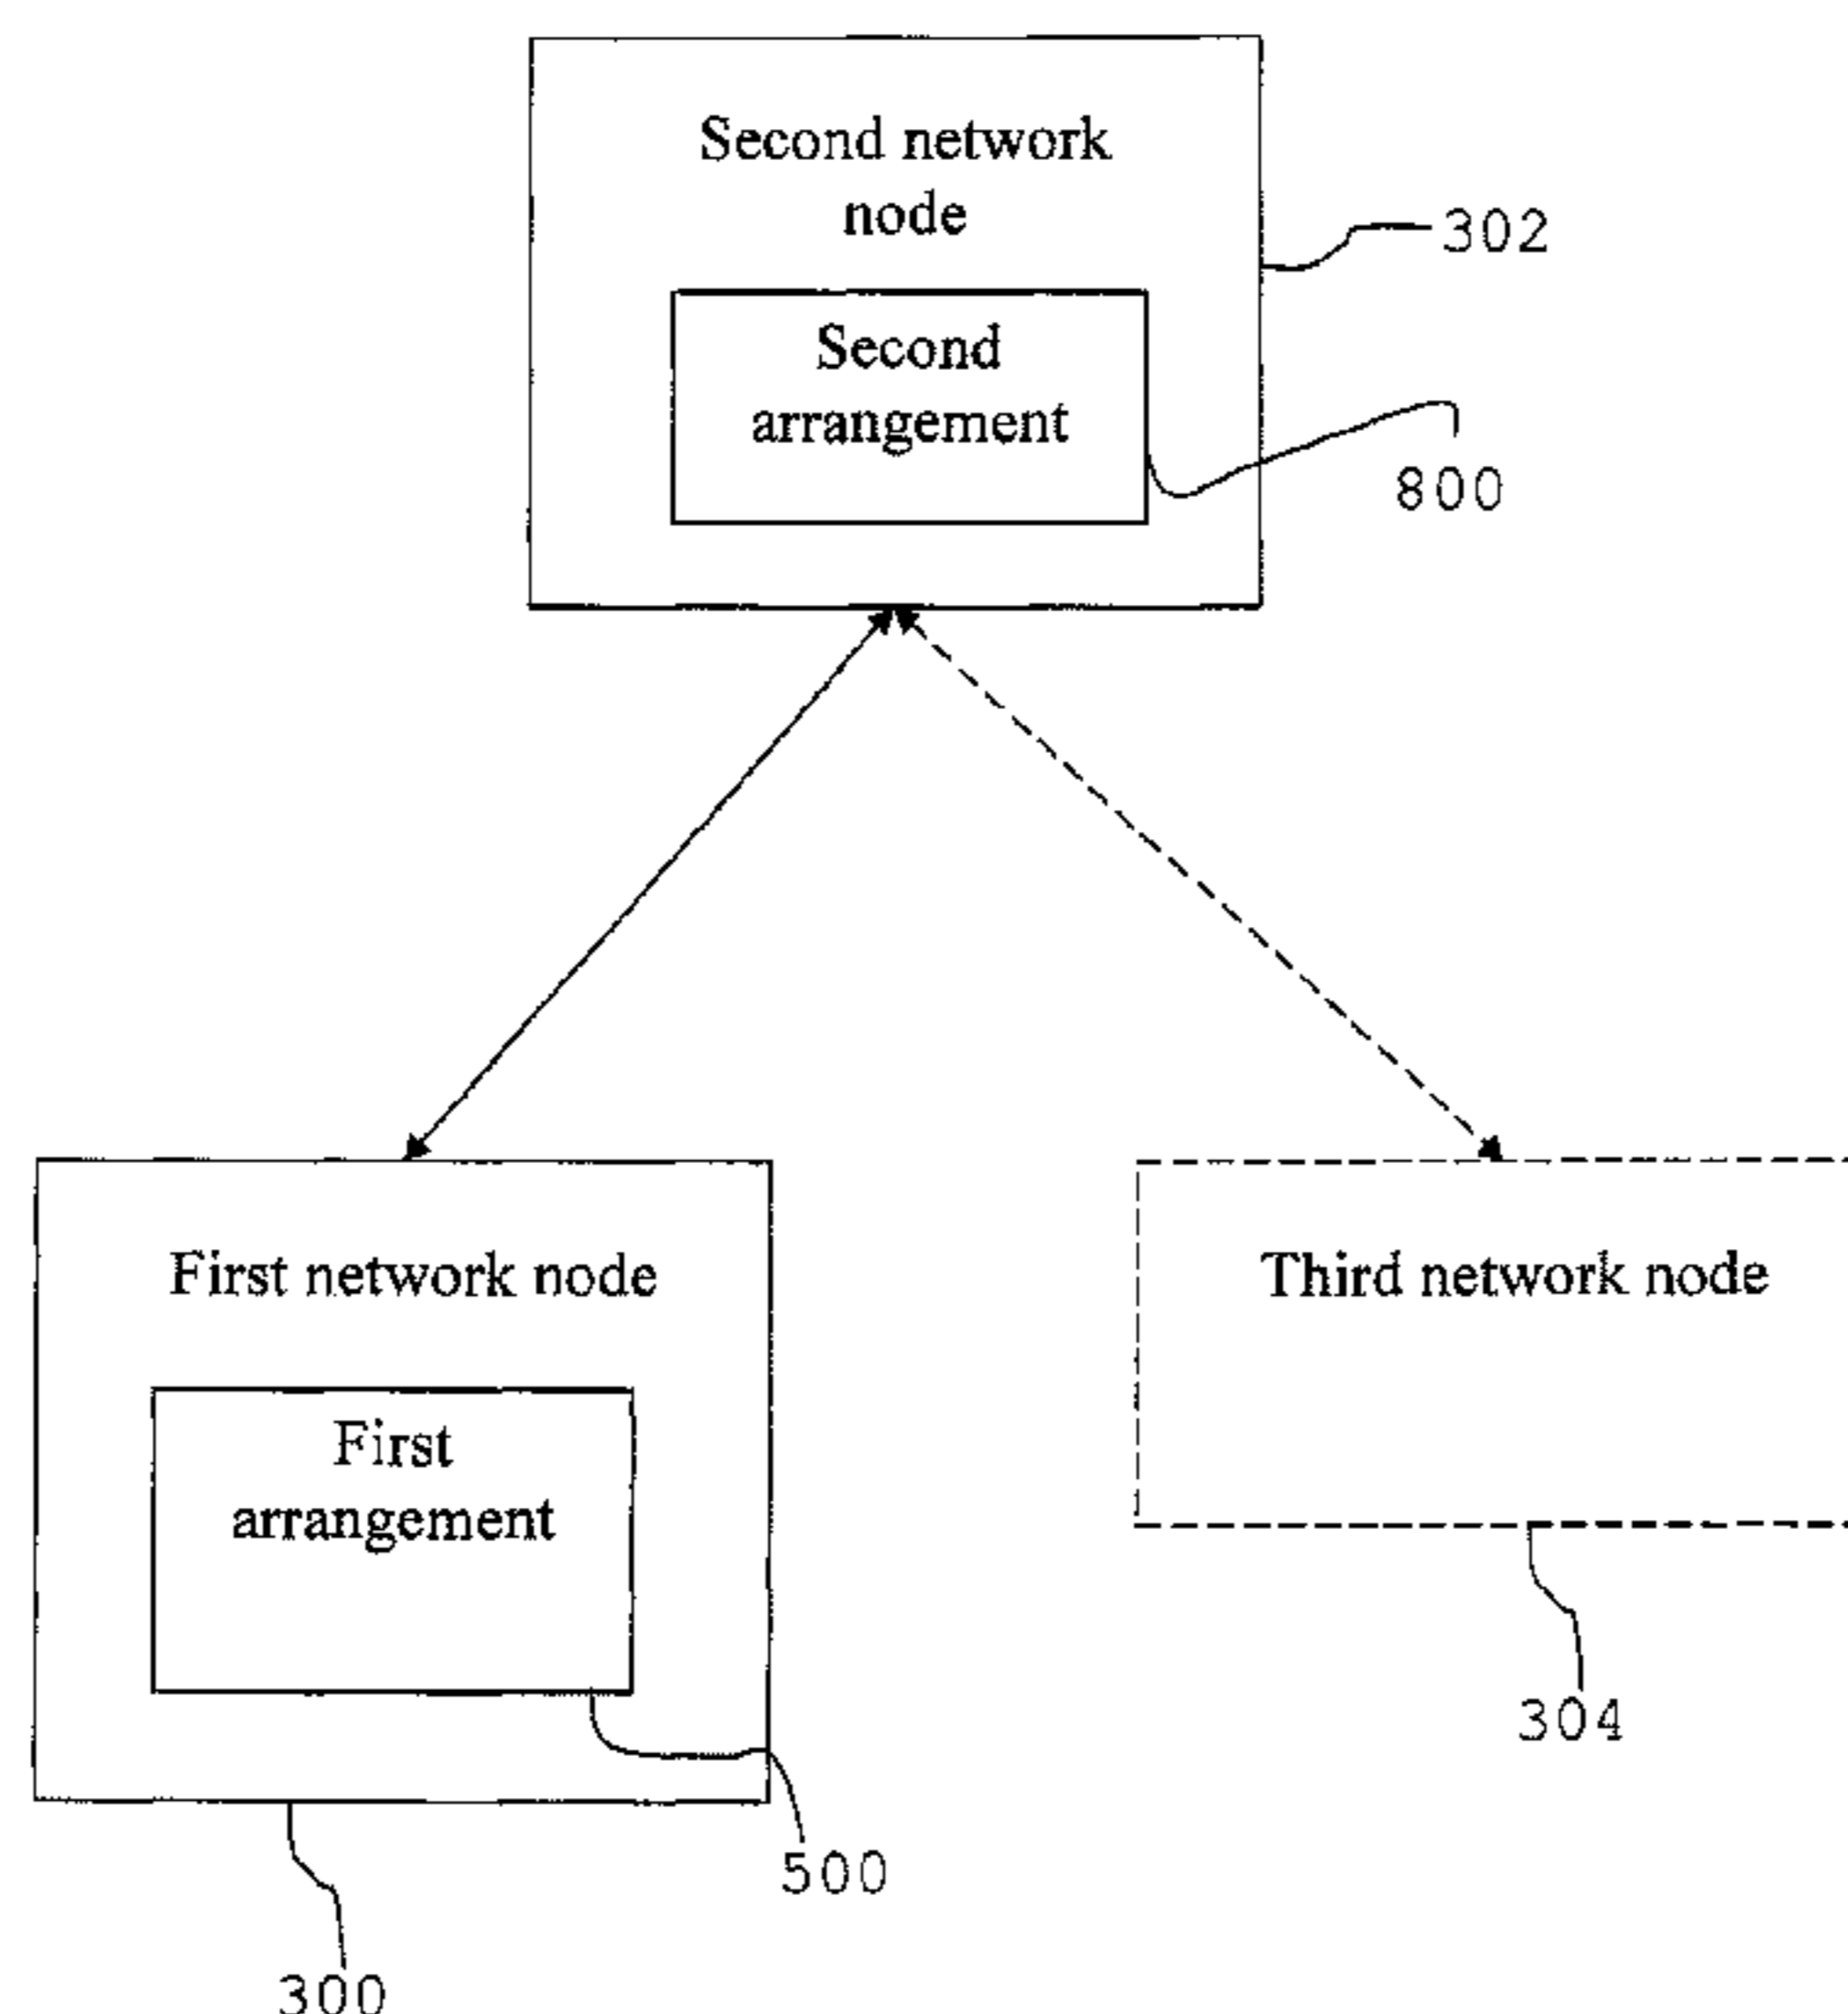 Second network
node
302
Second
arrangement
800
First network node
Third network node
First
arrangement
304
500
300